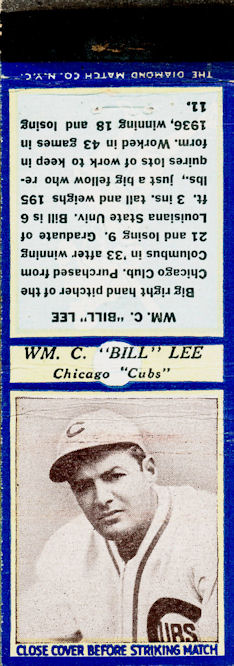 THE DIAMOND MATCH CO. N.Y.C.
WM. C. "BILL" LEE
Big right hand pitcher of the
Chicago Club. Purchased from
Columbus in '33 after winning
21 and losing 9. Graduate of
Louisiana State Univ. Bill is 6
ft. 3 ins. tall and weighs 195
lbs., just a big fellow who re-
quires lots of work to keep in
form. Worked in 43 games in
1936, winning 18 and losing
11.
WM. C. "BILL" LEE
Chicago "Cubs"
C
CUBS
CLOSE COVER BEFORE STRIKING MATCH